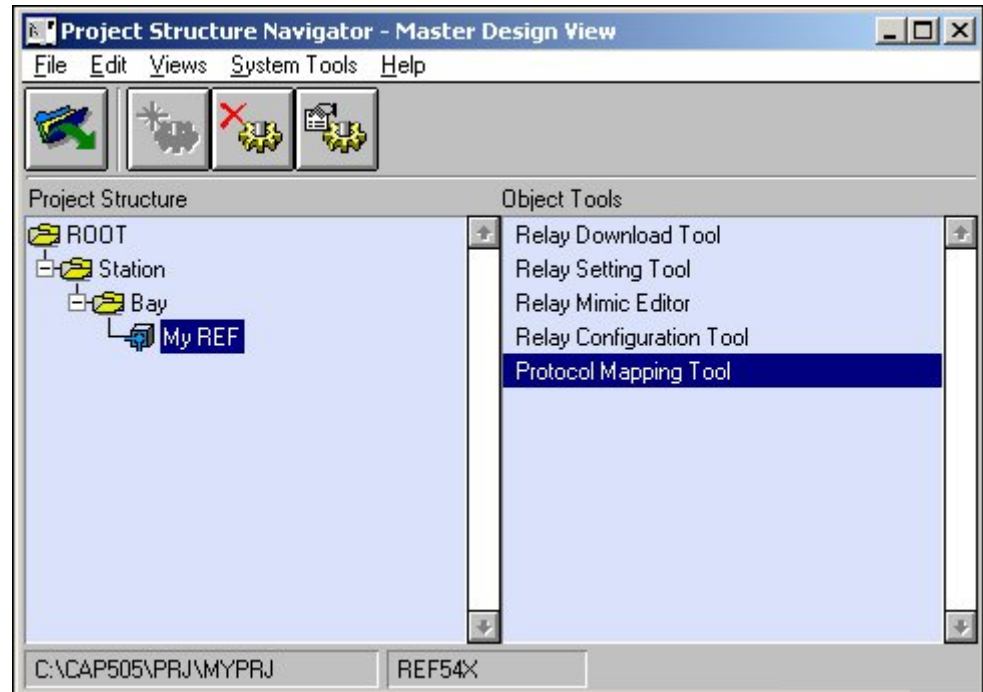 Project Structure Navigator - Master Design View
File Edit Views System Tools Help
Project Structure
Object Tools
ROOT
Station
Bay
My REF
Relay Download Tool
Relay Setting Tool
Relay Mimic Editor
Relay Configuration Tool
Protocol Mapping Tool
C:\CAP505\PRJ\MYPRJ
REF54X